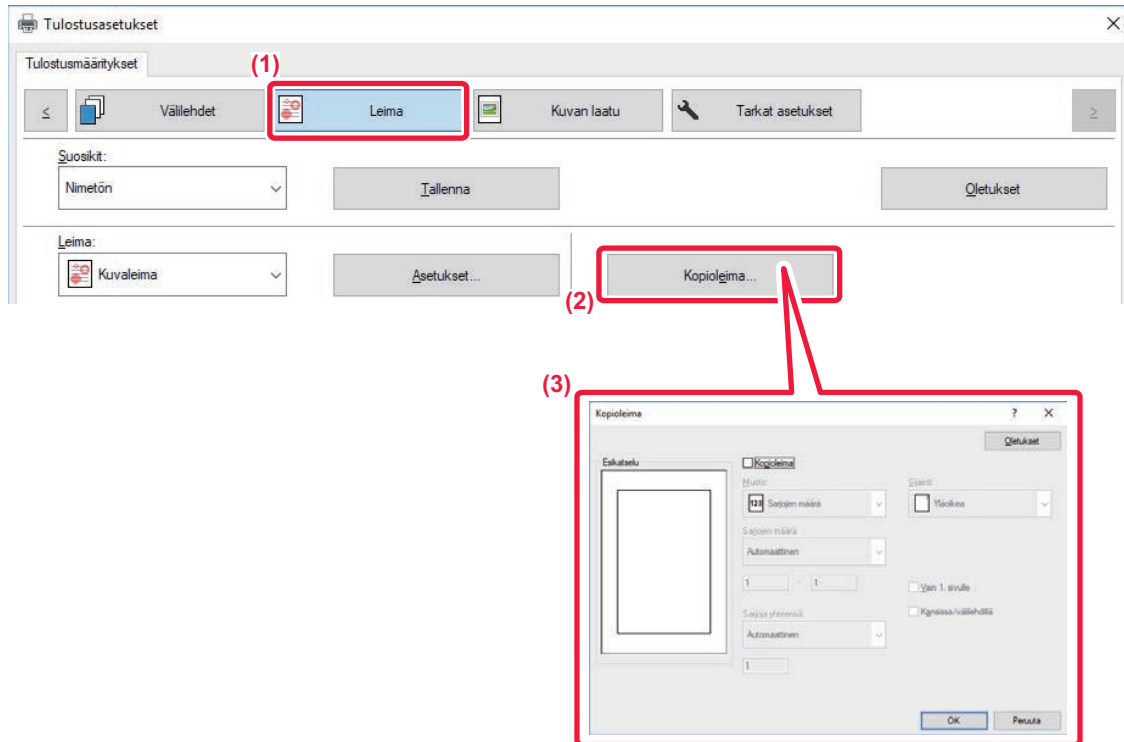 Tulostusasetukset
Tulostusmääritykset
(1)
≤ Välilehdet Leima Kuvan laatu Tarkat asetukset ≥
Suosikit:
Nimetön Tallenna Oletukset
Leima:
Kuvaleima Asetukset... Kopioleima...
(2)
(3)
Kopioleima ? X
Oletukset
Esikatselu Kopioleima
Muoto: Sijainti:
123 Sarjojen määrä Yläoikea
Sarjojen määrä
Automaattinen
1 - 1 Vain 1. sivulle
Sarjoja yhteensä Kansissa/välilehdillä
Automaattinen
1
OK Peruuta